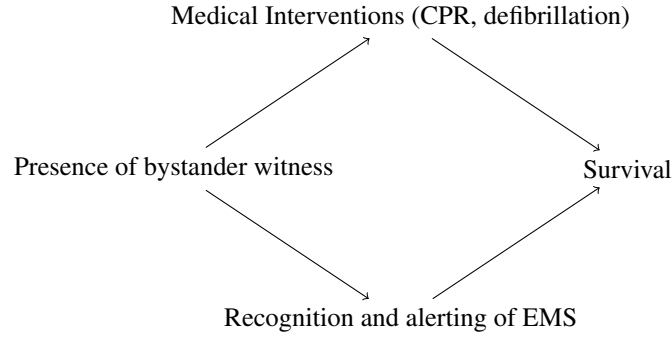 Medical Interventions (CPR, defibrillation)
Presence of bystander witness
Survival
Recognition and alerting of EMS